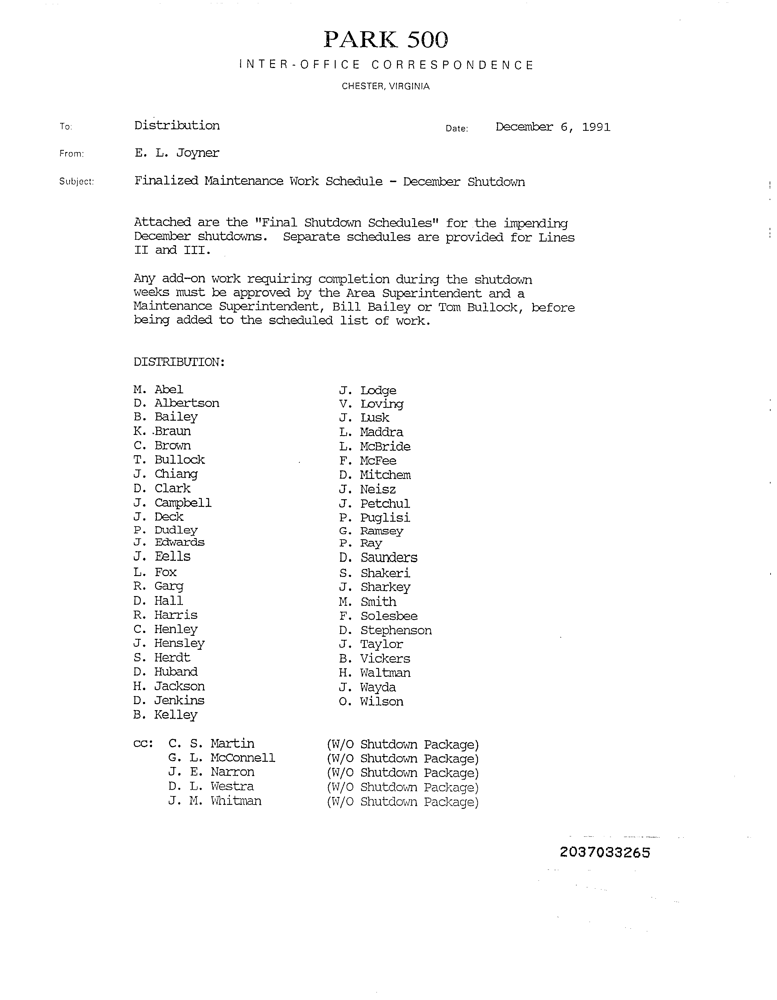 PARK 500
INTER-OFFICE CORRESPONDENCE
CHESTER, VIRGINIA
To: Distribution Date: December 6, 1991
From: E. L. Joyner
Subject: Finalized Maintenance Work Schedule - December Shutdown
Attached are the "Final Shutdown Schedules" for the impending
December shutdowns. Separate schedules are provided for Lines
II and III.
Any add-on work requiring completion during the shutdown
weeks must be approved by the Area Superintendent and a
Maintenance Superintendent, Bill Bailey or Tom Bullock, before
being added to the scheduled list of work.
DISTRIBUTION:
M. Abel J. Lodge
D. Albertson V. Loving
B. Bailey J. Lusk
K. Braun L. Maddra
C. Brown L. McBride
T. Bullock F. McFee
J. Chiang D. Mitchem
D. Clark J. Neisz
J. Campbell J. Petchul
J. Deck P. Puglisi
P. Dudley G. Ramsey
J. Edwards P. Ray
J. Eells D. Saunders
L. Fox S. Shakeri
R. Garg J. Sharkey
D. Hall M. Smith
R. Harris F. Solesbee
C. Henley D. Stephenson
J. Hensley J. Taylor
S. Herdt B. Vickers
D. Huband H. Waltman
H. Jackson J. Wayda
D. Jenkins O. Wilson
B. Kelley
cc: C. S. Martin (W/O Shutdown Package)
G. L. McConnell (W/O Shutdown Package)
J. E. Narron (W/O Shutdown Package)
D. L. Westra (W/O Shutdown Package)
J. M. Whitman (W/O Shutdown Package)
2037033265